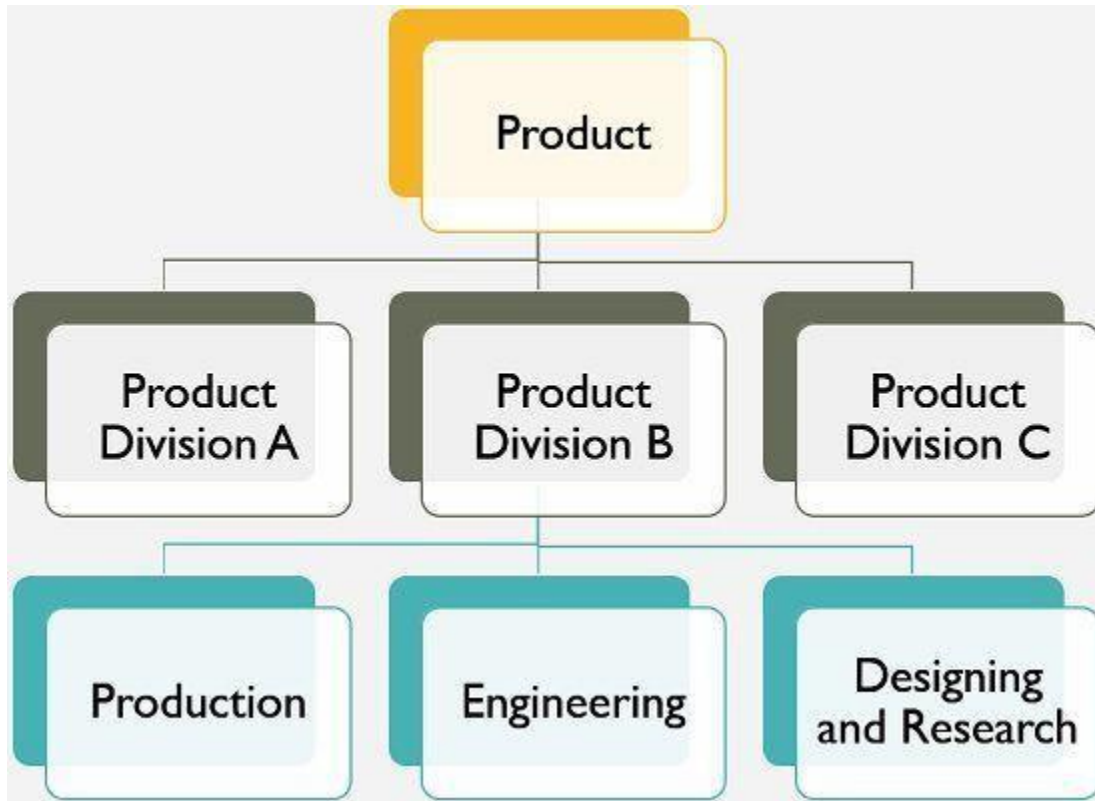 Product
Product
Division A
Product
Division B
Product
Division C
Production
Engineering
Designing
and Research